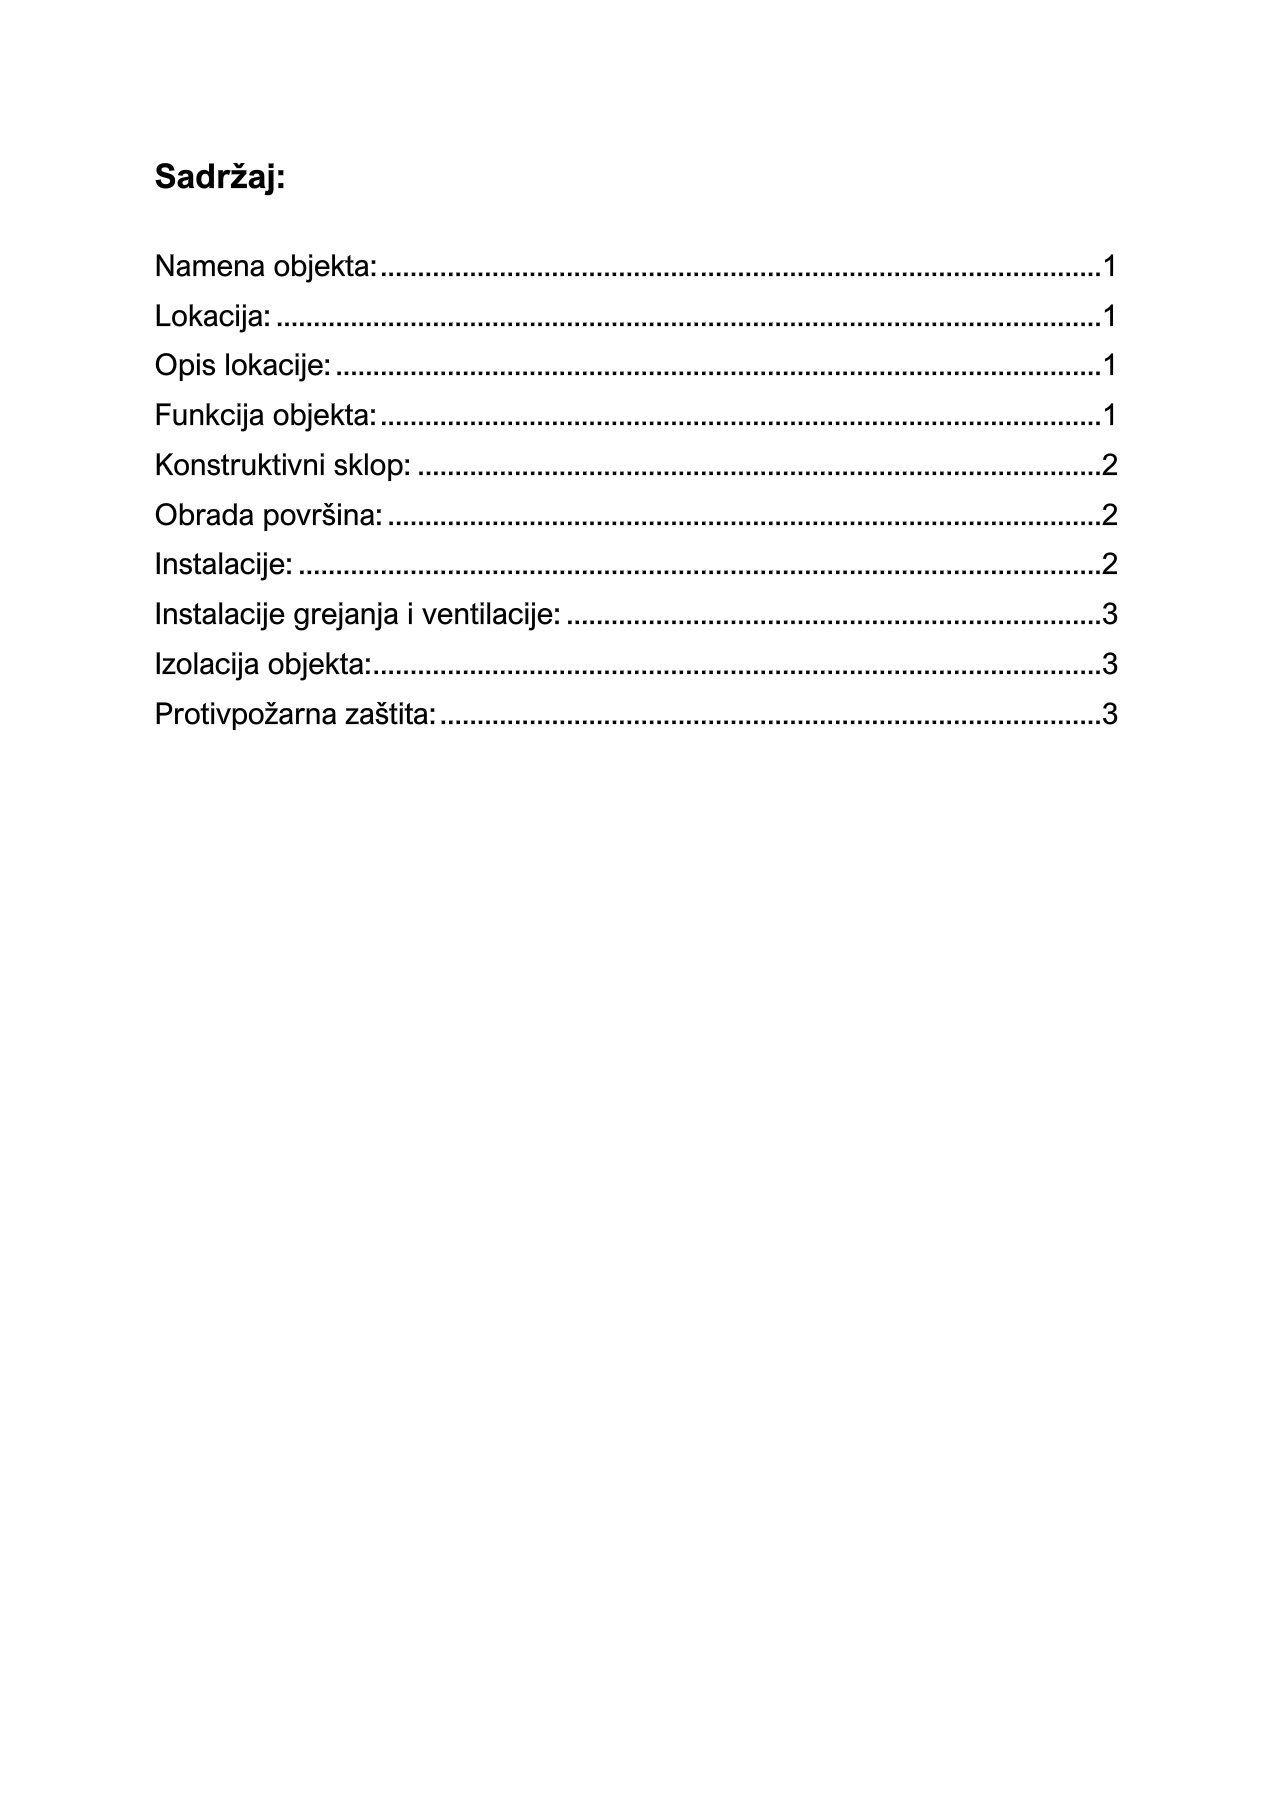 Sadržaj:
Namena objekta:................................................................................................1
Lokacija: ..............................................................................................................1
Opis lokacije: ......................................................................................................1
Funkcija objekta:................................................................................................1
Konstruktivni sklop: ...........................................................................................2
Obrada površina: ...............................................................................................2
Instalacije: ...........................................................................................................2
Instalacije grejanja i ventilacije: .......................................................................3
Izolacija objekta:.................................................................................................3
Protivpožarna zaštita:........................................................................................3